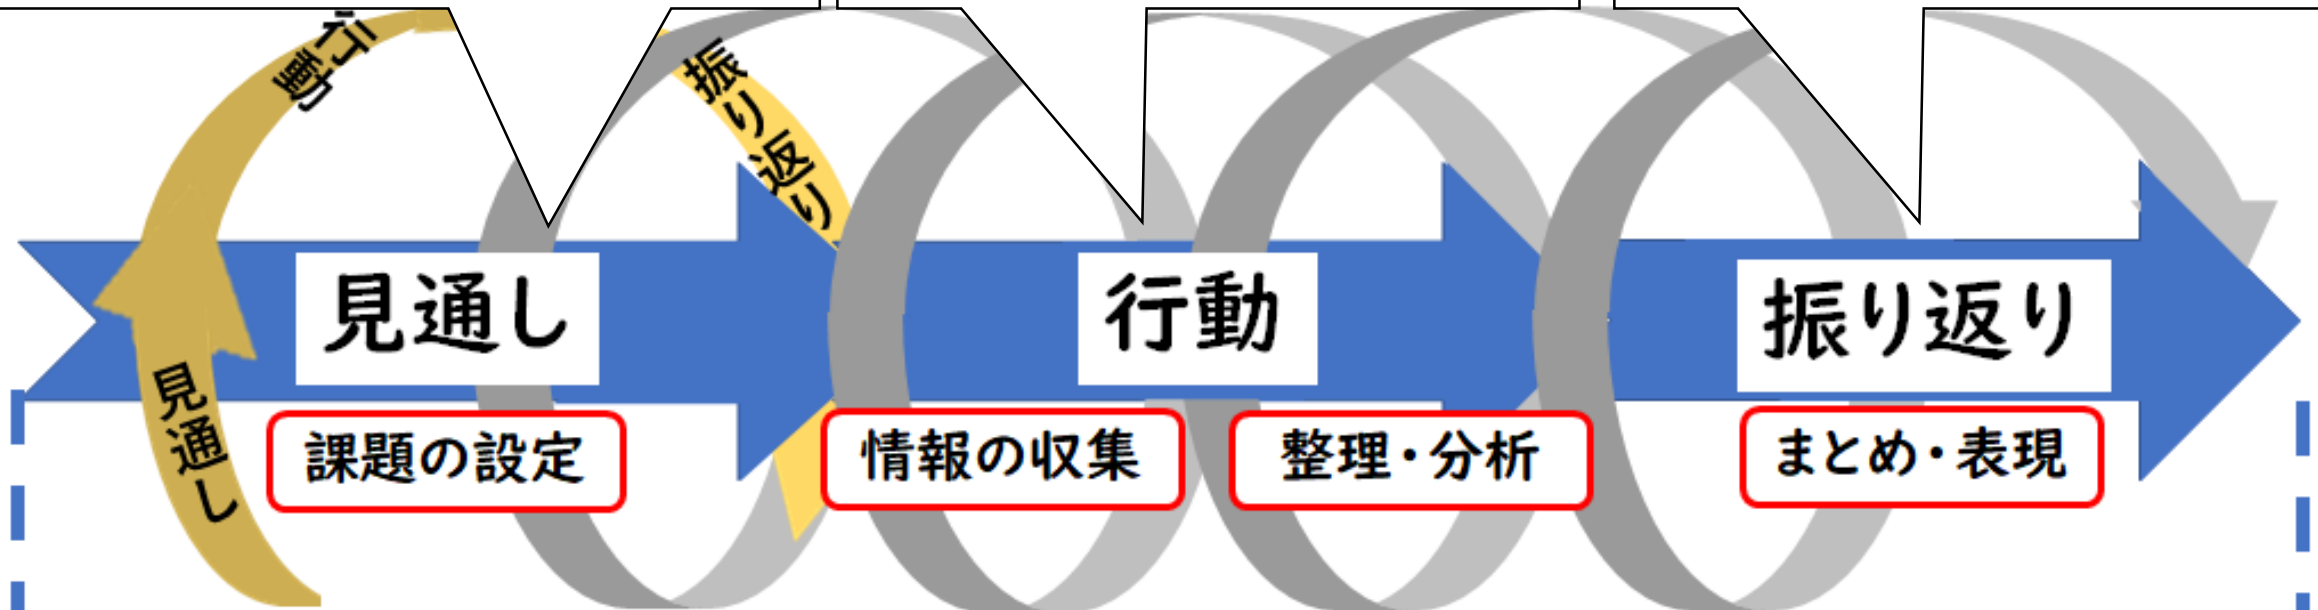 行動
振り返り
見通し
見通し
行動
振り返り
課題の設定
情報の収集
整理・分析
まとめ・表現